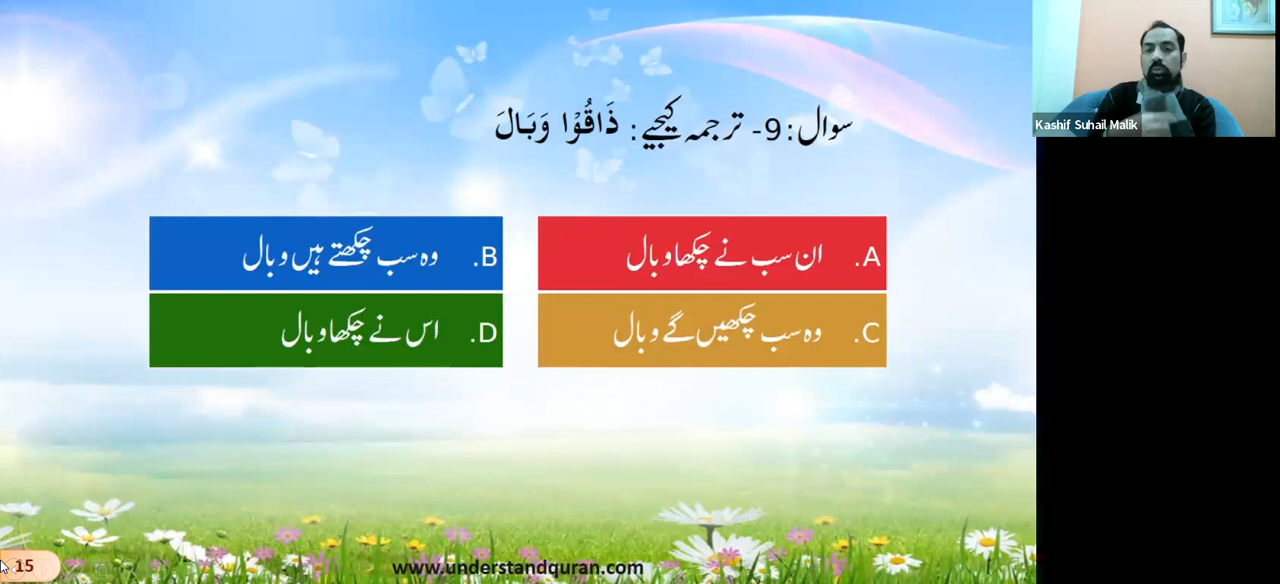 سوال:9- ترجمہ کیجیے: ذَاقُوْا وَبَالَ
A. ان سب نے چکھا وبال
B. وہ سب چکھتے ہیں وبال
C. وہ سب چکھیں گے وبال
D. اس نے چکھا وبال
Kashif Suhail Malik
15
www.understandquran.com